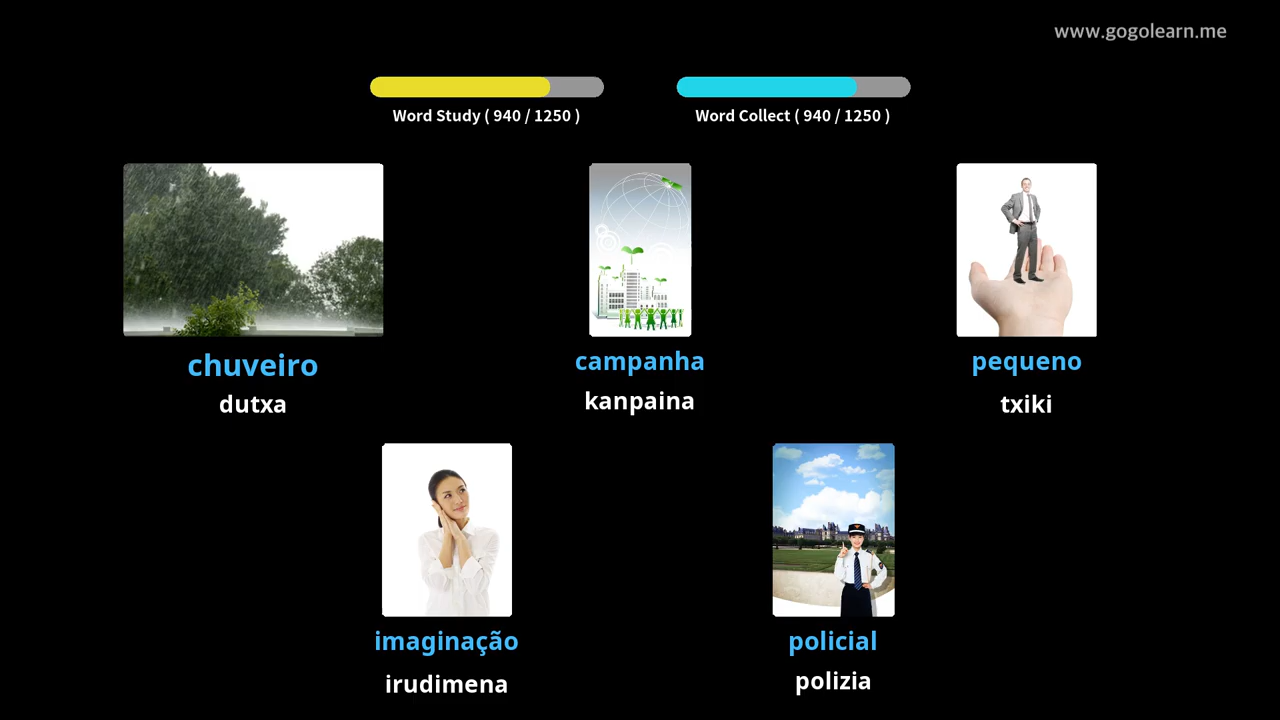 www.gogolearn.me
Word Study ( 940 / 1250 )
Word Collect ( 940 / 1250 )
chuveiro
dutxa
campanha
kanpaina
pequeno
txiki
imaginação
irudimena
policial
polizia